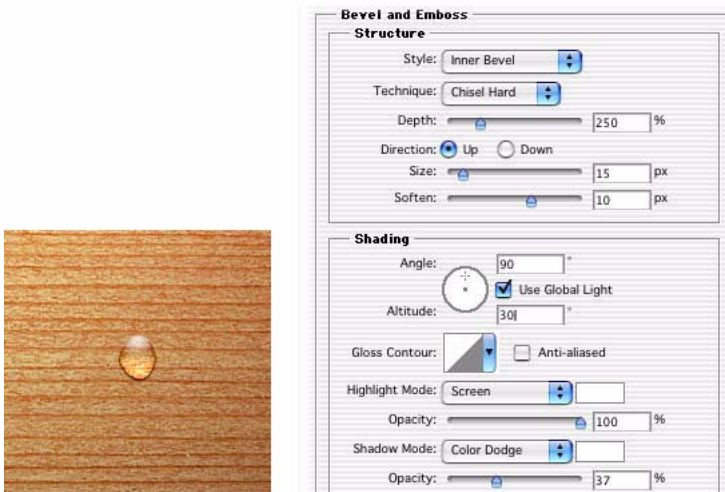 Bevel and Emboss
Structure
Style: Inner Bevel
Technique: Chisel Hard
Depth: 250 %
Direction: Up Down
Size: 15 px
Soften: 10 px
Shading
Angle: 90 °
Use Global Light
Altitude: 30 °
Gloss Contour: Anti-aliased
Highlight Mode: Screen
Opacity: 100 %
Shadow Mode: Color Dodge
Opacity: 37 %